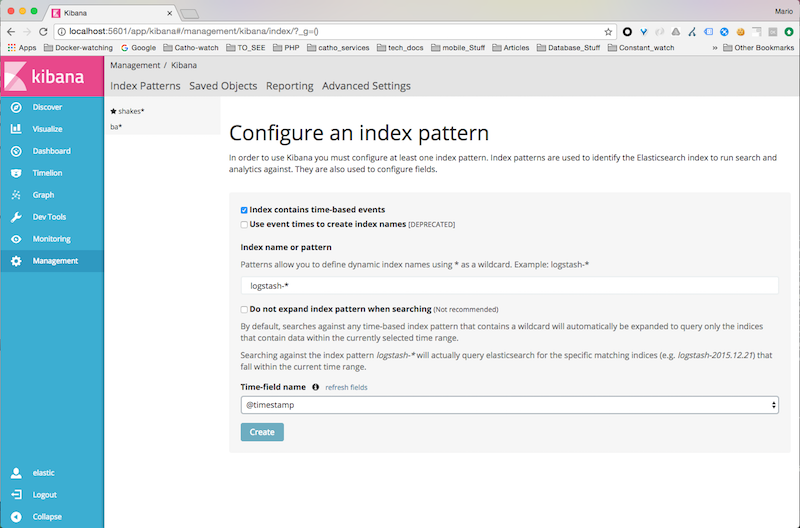 Kibana
Mario
localhost:5601/app/kibana#/management/kibana/index/?_g=()
Apps Docker-watching Google Catho-watch TO_SEE PHP catho_services tech_docs mobile_Stuff Articles Database_Stuff Constant_watch » Other Bookmarks
kibana
Management / Kibana
Index Patterns Saved Objects Reporting Advanced Settings
Discover
Visualize
Dashboard
Timelion
Graph
Dev Tools
Monitoring
Management
elastic
Logout
Collapse
shakes*
ba*
Configure an index pattern
In order to use Kibana you must configure at least one index pattern. Index patterns are used to identify the Elasticsearch index to run search and
analytics against. They are also used to configure fields.
Index contains time-based events
Use event times to create index names [DEPRECATED]
Index name or pattern
Patterns allow you to define dynamic index names using * as a wildcard. Example: logstash-*
logstash-*
Do not expand index pattern when searching (Not recommended)
By default, searches against any time-based index pattern that contains a wildcard will automatically be expanded to query only the indices
that contain data within the currently selected time range.
Searching against the index pattern logstash-* will actually query elasticsearch for the specific matching indices (e.g. logstash-2015.12.21) that
fall within the current time range.
Time-field name refresh fields
@timestamp
Create